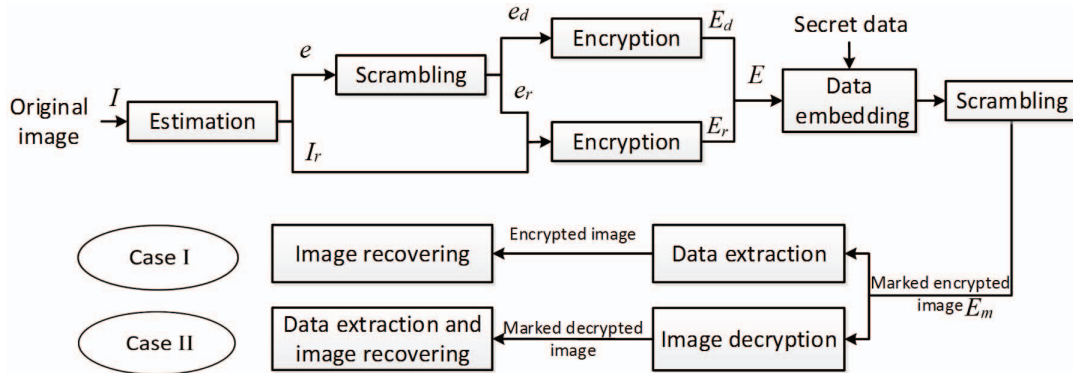 e_d
Encryption
E_d
Secret data
e
Scrambling
E
Data
embedding
Scrambling
Original
image
I
Estimation
e_r
I_r
Encryption
E_r
Case I
Image recovering
Encrypted image
Data extraction
Marked encrypted
image E_m
Case II
Data extraction and
image recovering
Marked decrypted
image
Image decryption